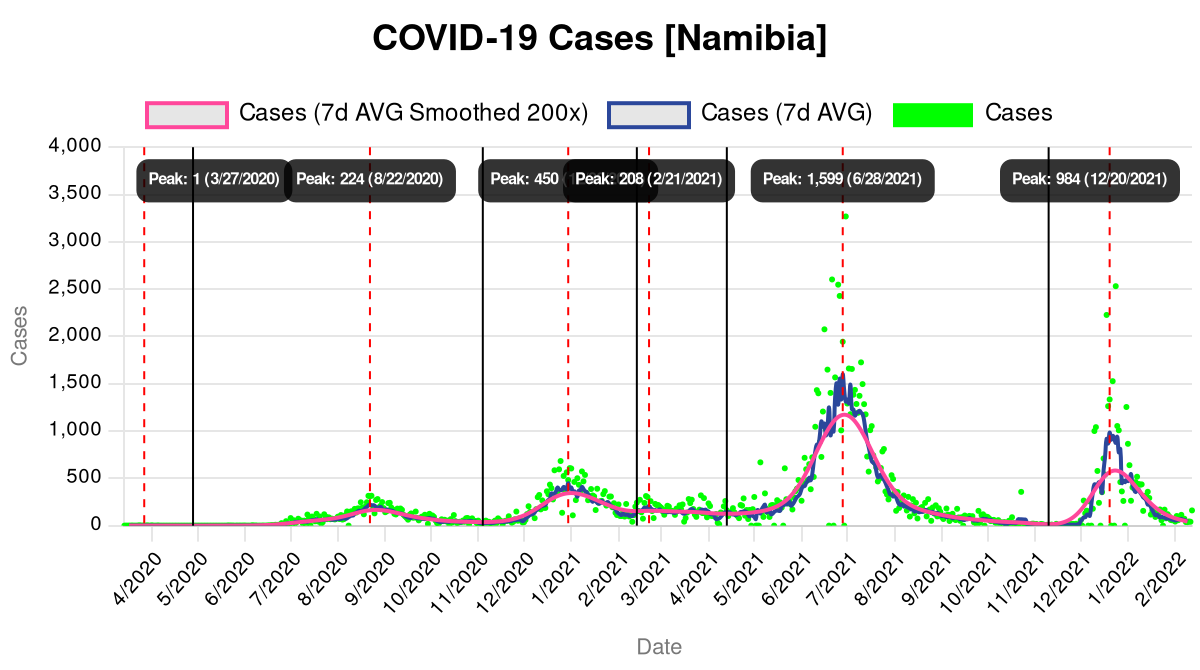 COVID-19 Cases [Namibia]
Cases (7d AVG Smoothed 200x) Cases (7d AVG) Cases
Peak: 1 (3/27/2020) Peak: 224 (8/22/2020) Peak: 450 Peak: 208 (2/21/2021) Peak: 1,599 (6/28/2021) Peak: 984 (12/20/2021)
4,000
3,500
3,000
2,500
2,000
1,500
1,000
500
0
Cases
4/2020 5/2020 6/2020 7/2020 8/2020 9/2020 10/2020 11/2020 12/2020 1/2021 2/2021 3/2021 4/2021 5/2021 6/2021 7/2021 8/2021 9/2021 10/2021 11/2021 12/2021 1/2022 2/2022
Date